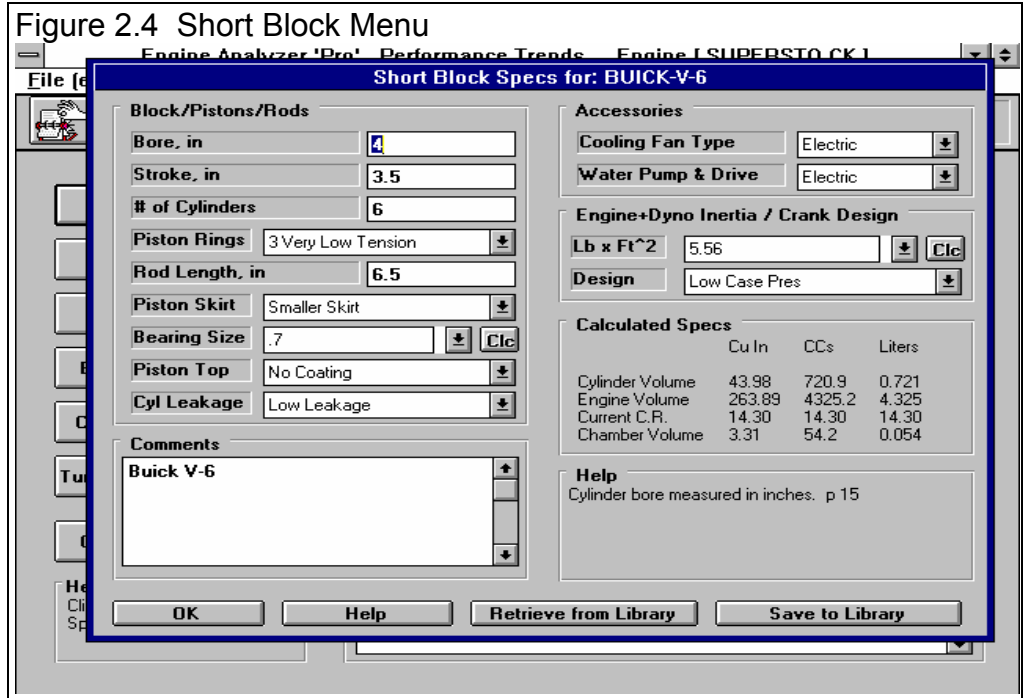 Figure 2.4  Short Block Menu
Engine Analyzer 'Pro'   Performance Trends   Engine [ SUPERSTO.CK ]
File (e
Short Block Specs for: BUICK-V-6
Block/Pistons/Rods
Bore, in 4
Stroke, in 3.5
# of Cylinders 6
Piston Rings 3 Very Low Tension
Rod Length, in 6.5
Piston Skirt Smaller Skirt
Bearing Size .7 Clc
Piston Top No Coating
Cyl Leakage Low Leakage
Comments
Buick V-6
Accessories
Cooling Fan Type Electric
Water Pump & Drive Electric
Engine+Dyno Inertia / Crank Design
Lb x Ft^2 5.56 Clc
Design Low Case Pres
Calculated Specs
Cu In CCs Liters
Cylinder Volume 43.98 720.9 0.721
Engine Volume 263.89 4325.2 4.325
Current C.R. 14.30 14.30 14.30
Chamber Volume 3.31 54.2 0.054
Help
Cylinder bore measured in inches.  p 15
OK Help Retrieve from Library Save to Library
Tu
He
Cli
Sp